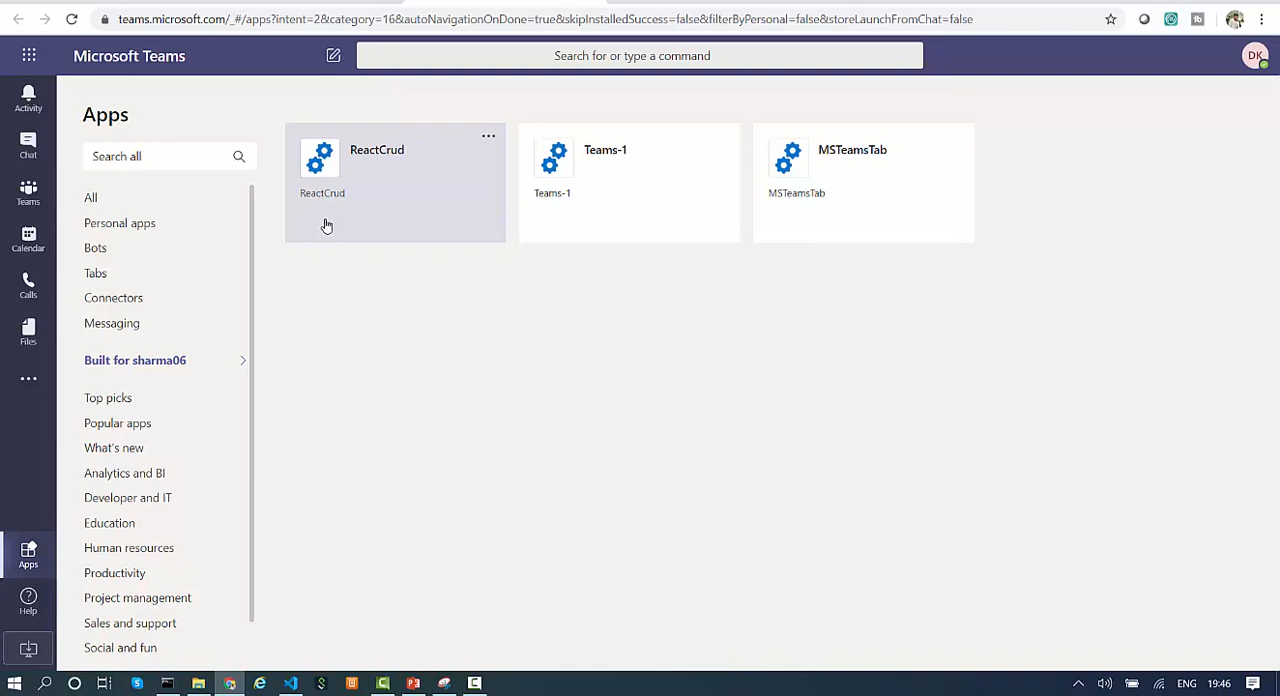 teams.microsoft.com/_#/apps?intent=2&category=16&autoNavigationOnDone=true&skipInstalledSuccess=false&filterByPersonal=false&storeLaunchFromChat=false
Microsoft Teams
Search for or type a command
DK
Activity
Chat
Teams
Calendar
Calls
Files
Apps
Help
Apps
Search all
All
Personal apps
Bots
Tabs
Connectors
Messaging
Built for sharma06
Top picks
Popular apps
What's new
Analytics and BI
Developer and IT
Education
Human resources
Productivity
Project management
Sales and support
Social and fun
ReactCrud
ReactCrud
Teams-1
Teams-1
MSTeamsTab
MSTeamsTab
ENG
19:46